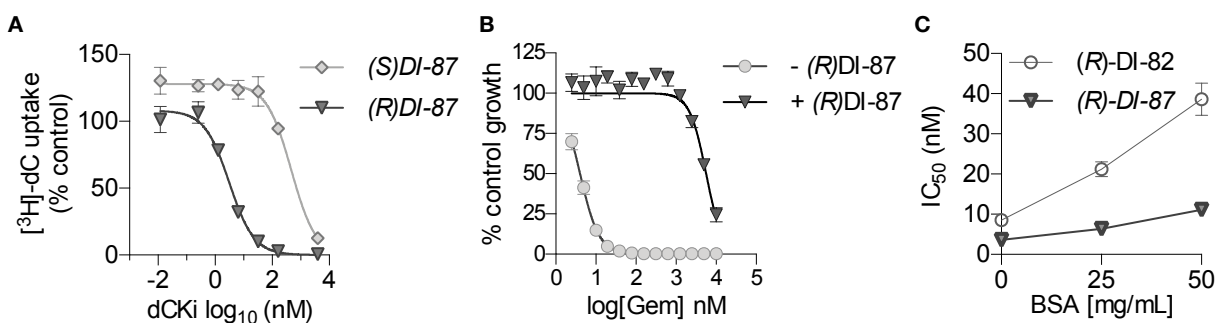 A
[³H]-dC uptake
(% control)
150
100
50
0
-2
0
2
4
dCKi log₁₀ (nM)
(S)DI-87
(R)DI-87
B
% control growth
125
100
75
50
25
0
0
1
2
3
4
5
log[Gem] nM
- (R)DI-87
+ (R)DI-87
C
IC₅₀ (nM)
50
40
30
20
10
0
0
25
50
BSA [mg/mL]
(R)-DI-82
(R)-DI-87